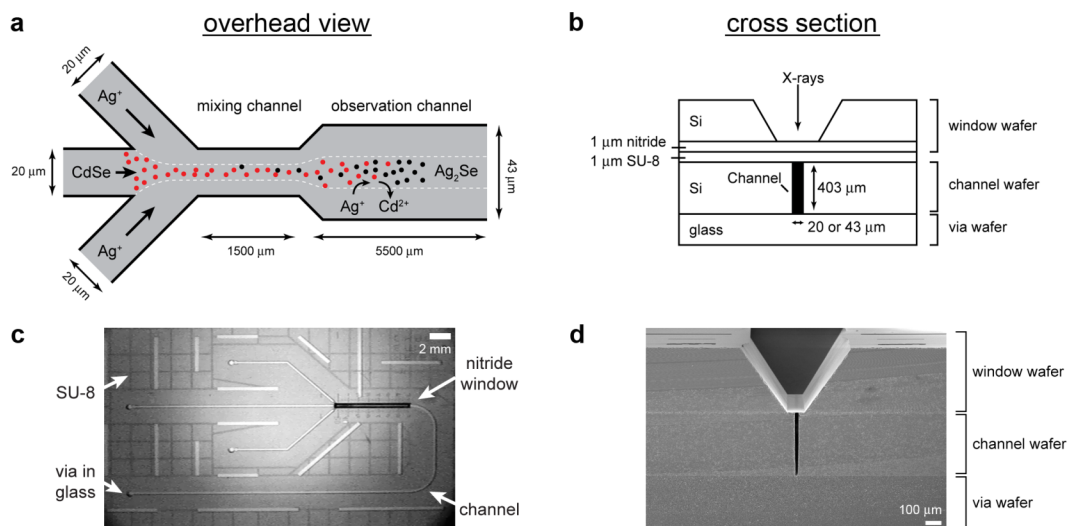 a
overhead view
20 µm
Ag⁺
mixing channel
observation channel
20 µm
CdSe
Ag₂Se
43 µm
Ag⁺
Cd²⁺
Ag⁺
20 µm
1500 µm
5500 µm
b
cross section
X-rays
Si
window wafer
1 µm nitride
1 µm SU-8
Si
Channel
403 µm
channel wafer
glass
20 or 43 µm
via wafer
c
2 mm
SU-8
nitride
window
via in
glass
channel
d
window wafer
channel wafer
via wafer
100 µm